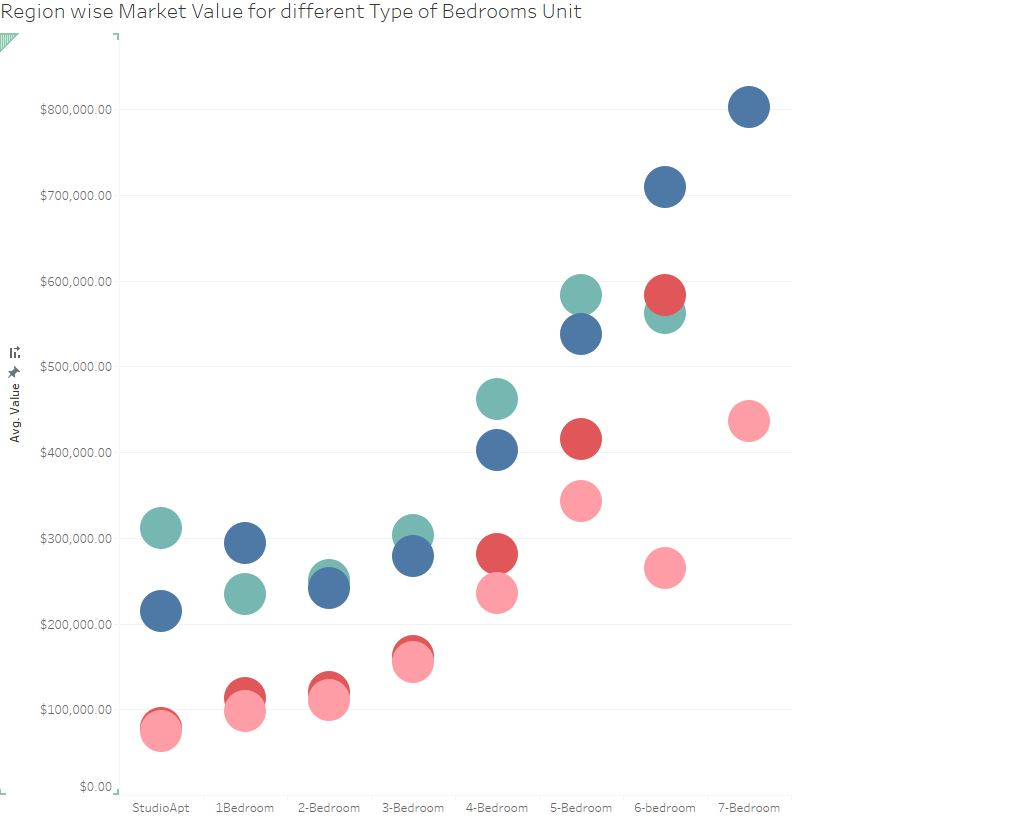 Region wise Market Value for different Type of Bedrooms Unit
$800,000.00
$700,000.00
$600,000.00
$500,000.00
$400,000.00
$300,000.00
$200,000.00
$100,000.00
$0.00
Avg. Value
StudioApt
1Bedroom
2-Bedroom
3-Bedroom
4-Bedroom
5-Bedroom
6-bedroom
7-Bedroom